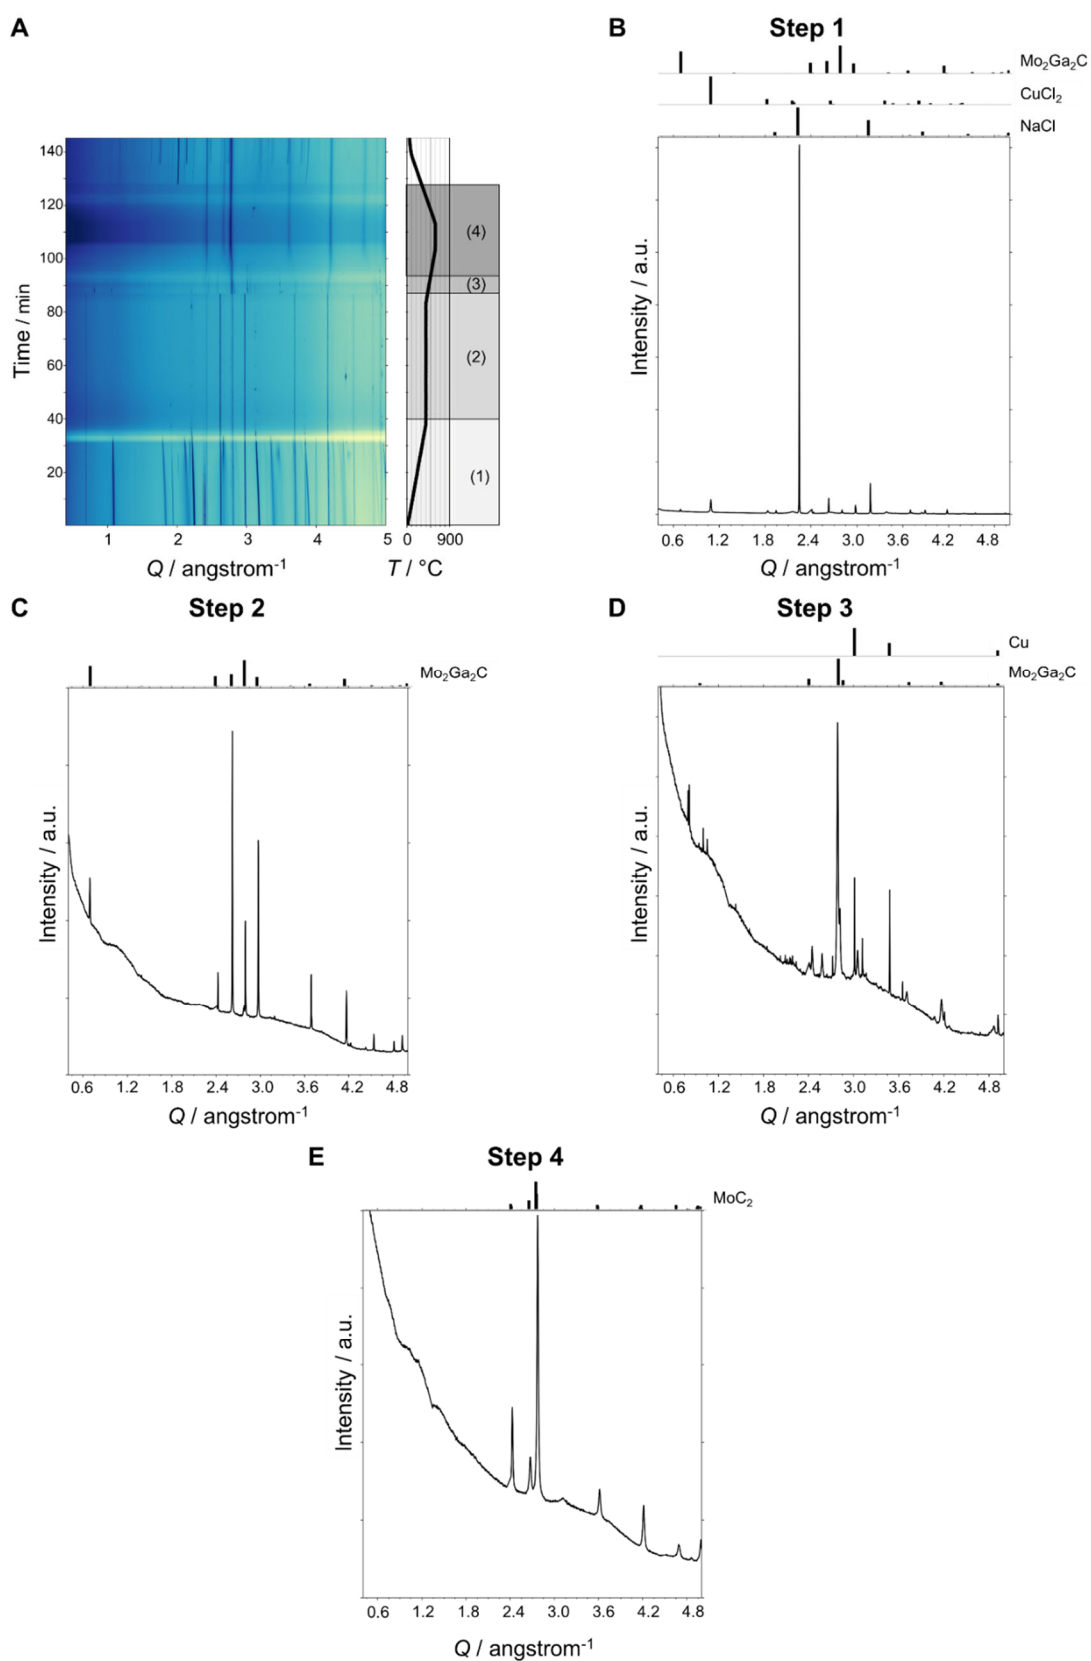 A
Time / min
140
120
100
80
60
40
20
1 2 3 4 5
Q / angstrom-1
(4)
(3)
(2)
(1)
0 900
T / °C
B
Step 1
Mo2Ga2C
CuCl2
NaCl
Intensity / a.u.
0.6 1.2 1.8 2.4 3.0 3.6 4.2 4.8
Q / angstrom-1
C
Step 2
Mo2Ga2C
Intensity / a.u.
0.6 1.2 1.8 2.4 3.0 3.6 4.2 4.8
Q / angstrom-1
D
Step 3
Cu
Mo2Ga2C
Intensity / a.u.
0.6 1.2 1.8 2.4 3.0 3.6 4.2 4.8
Q / angstrom-1
E
Step 4
MoC2
Intensity / a.u.
0.6 1.2 1.8 2.4 3.0 3.6 4.2 4.8
Q / angstrom-1